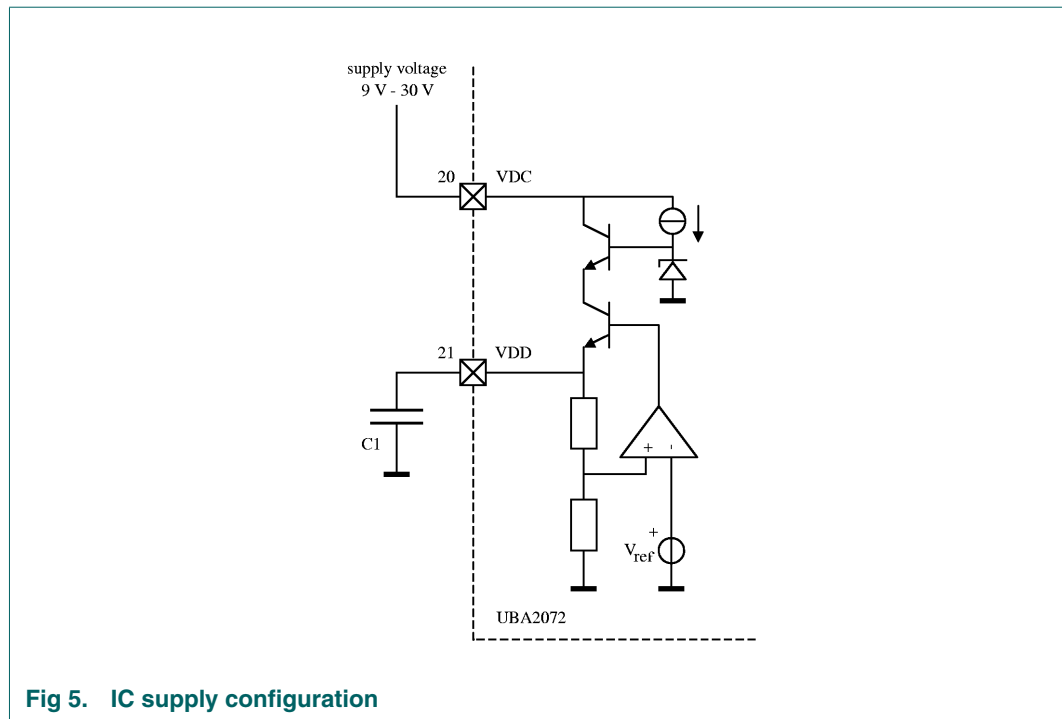 supply voltage
9 V - 30 V
20
VDC
21
VDD
C1
+ -
+
Vref
UBA2072
Fig 5. IC supply configuration